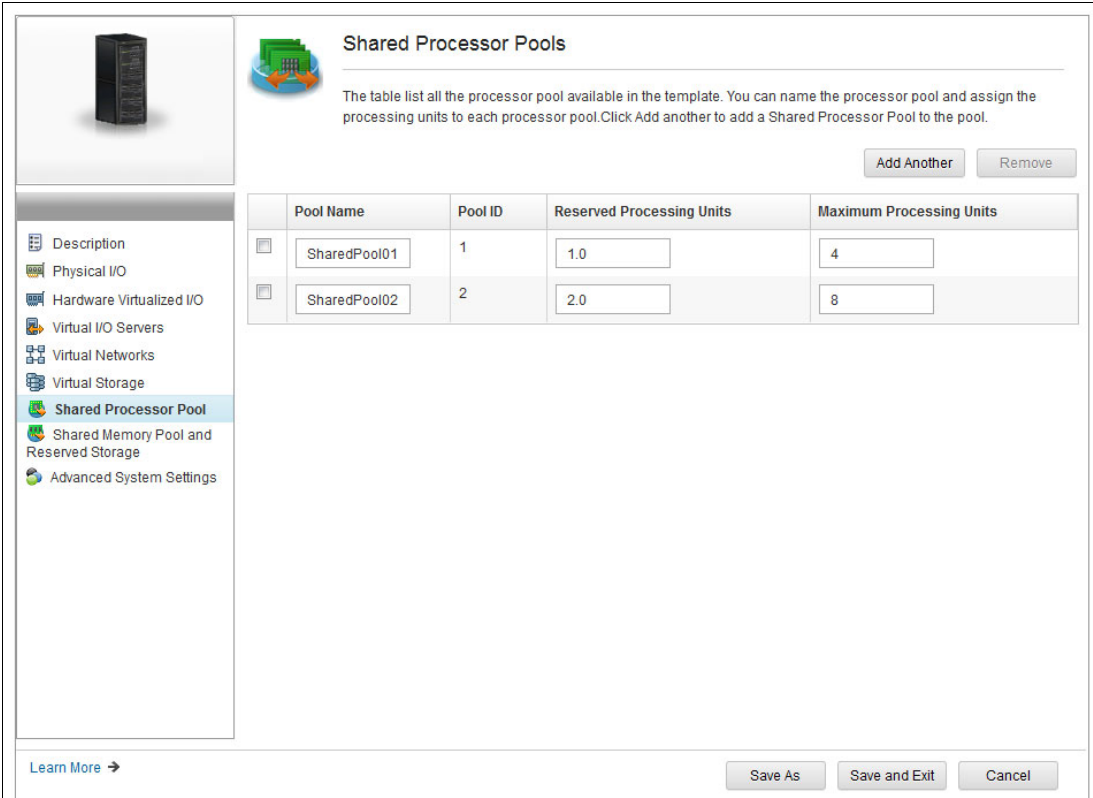 Shared Processor Pools
The table list all the processor pool available in the template. You can name the processor pool and assign the
processing units to each processor pool.Click Add another to add a Shared Processor Pool to the pool.
Add Another Remove
Pool Name Pool ID Reserved Processing Units Maximum Processing Units
SharedPool01 1 1.0 4
SharedPool02 2 2.0 8
Description
Physical I/O
Hardware Virtualized I/O
Virtual I/O Servers
Virtual Networks
Virtual Storage
Shared Processor Pool
Shared Memory Pool and
Reserved Storage
Advanced System Settings
Learn More →
Save As Save and Exit Cancel